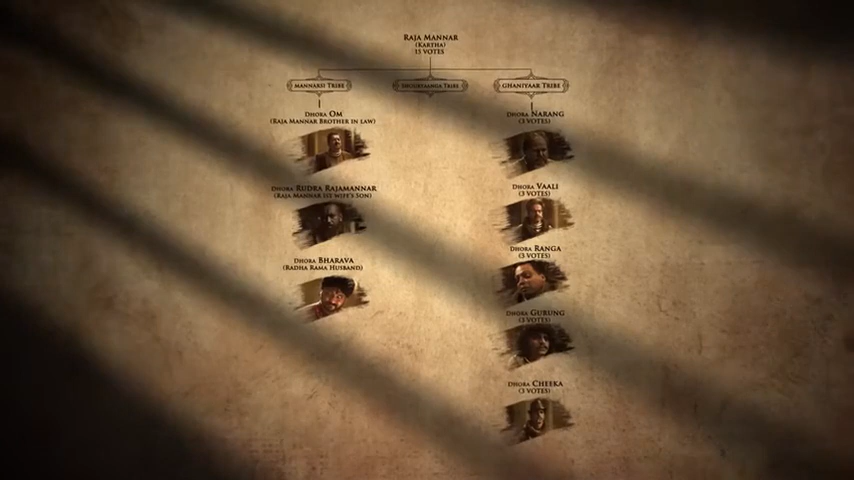 RAJA MANNAR
(KARTHA)
15 VOTES
MANNARSI TRIBE
SHOURYAANGA TRIBE
GHANIYAAR TRIBE
DHORA OM
(RAJA MANNAR BROTHER IN LAW)
DHORA RUDRA RAJAMANNAR
(RAJA MANNAR 1ST WIFE'S SON)
DHORA BHARAVA
(RADHA RAMA HUSBAND)
DHORA NARANG
(3 VOTES)
DHORA VAALI
(3 VOTES)
DHORA RANGA
(3 VOTES)
DHORA GURUNG
(3 VOTES)
DHORA CHEEKA
(3 VOTES)